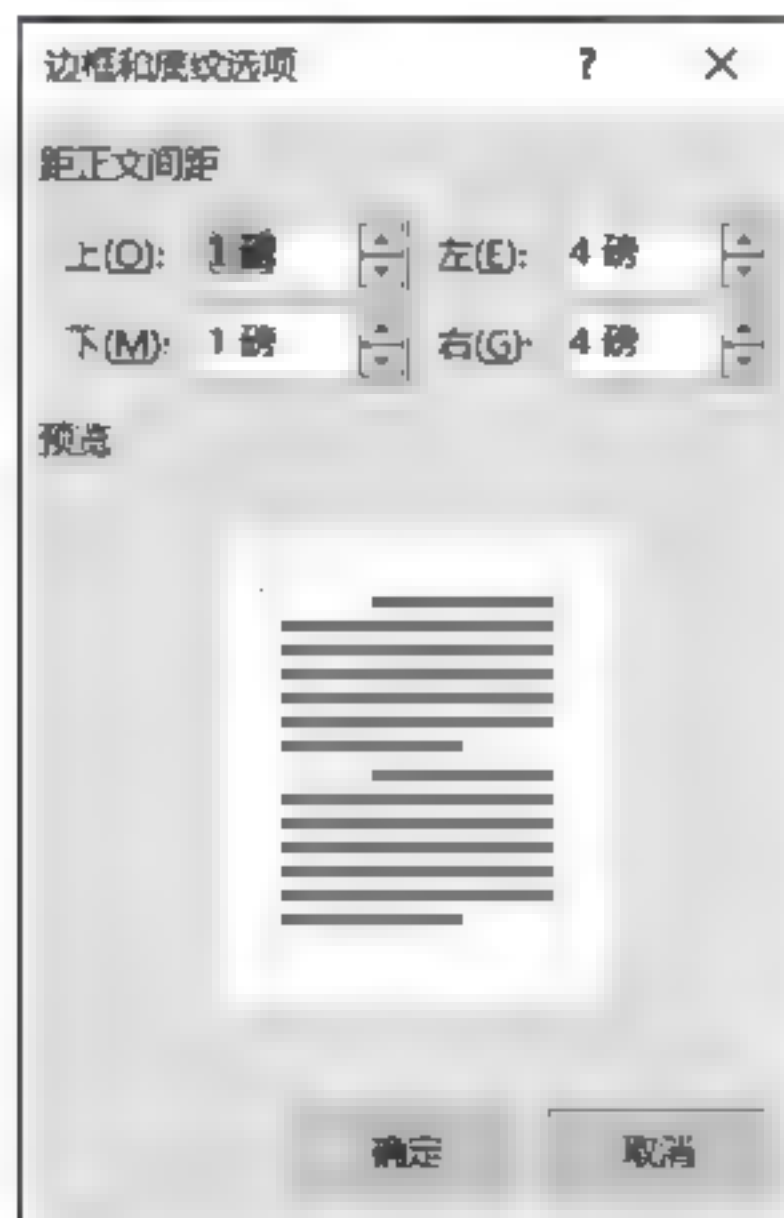 边框和底纹选项 ? ×
距正文间距
上(O): 1 磅 左(E): 4 磅
下(M): 1 磅 右(G): 4 磅
预览
确定 取消